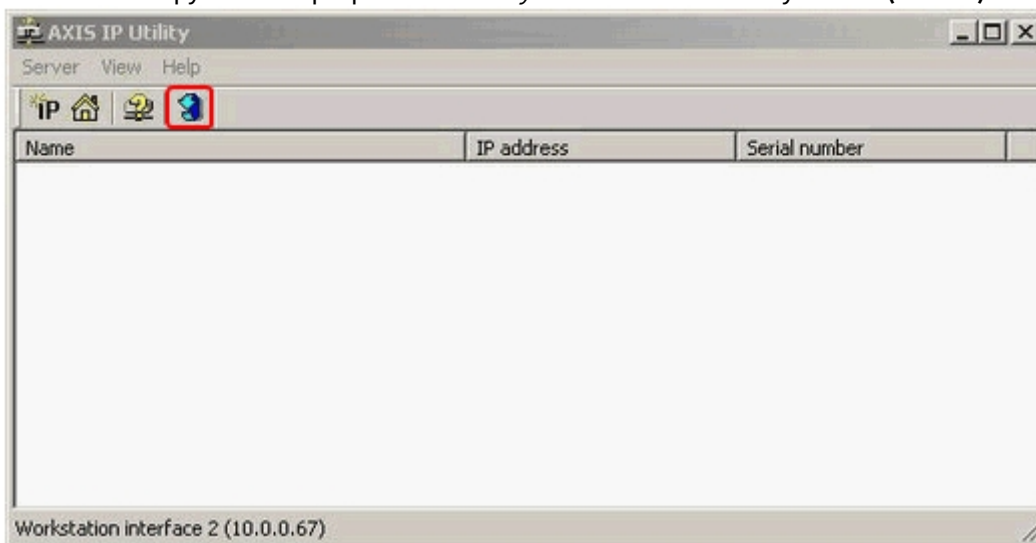 AXIS IP Utility
Server View Help
IP
Name IP address Serial number
Workstation interface 2 (10.0.0.67)